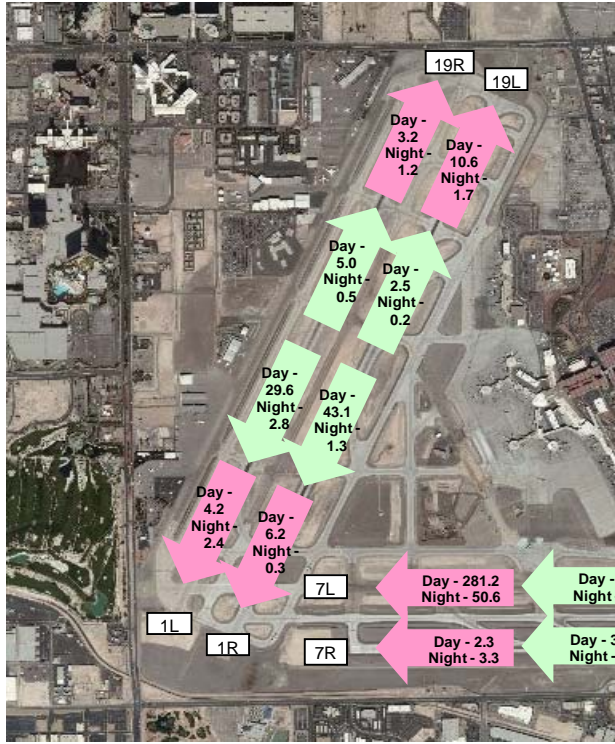 19R
19L
Day -
3.2
Night -
1.2
Day -
10.6
Night -
1.7
Day -
5.0
Night -
0.5
Day -
2.5
Night -
0.2
Day -
29.6
Night -
2.8
Day -
43.1
Night -
1.3
Day -
4.2
Night -
2.4
Day -
6.2
Night -
0.3
7L
Day - 281.2
Night - 50.6
Day -
Night
1L
1R
7R
Day - 2.3
Night - 3.3
Day - 3
Night -